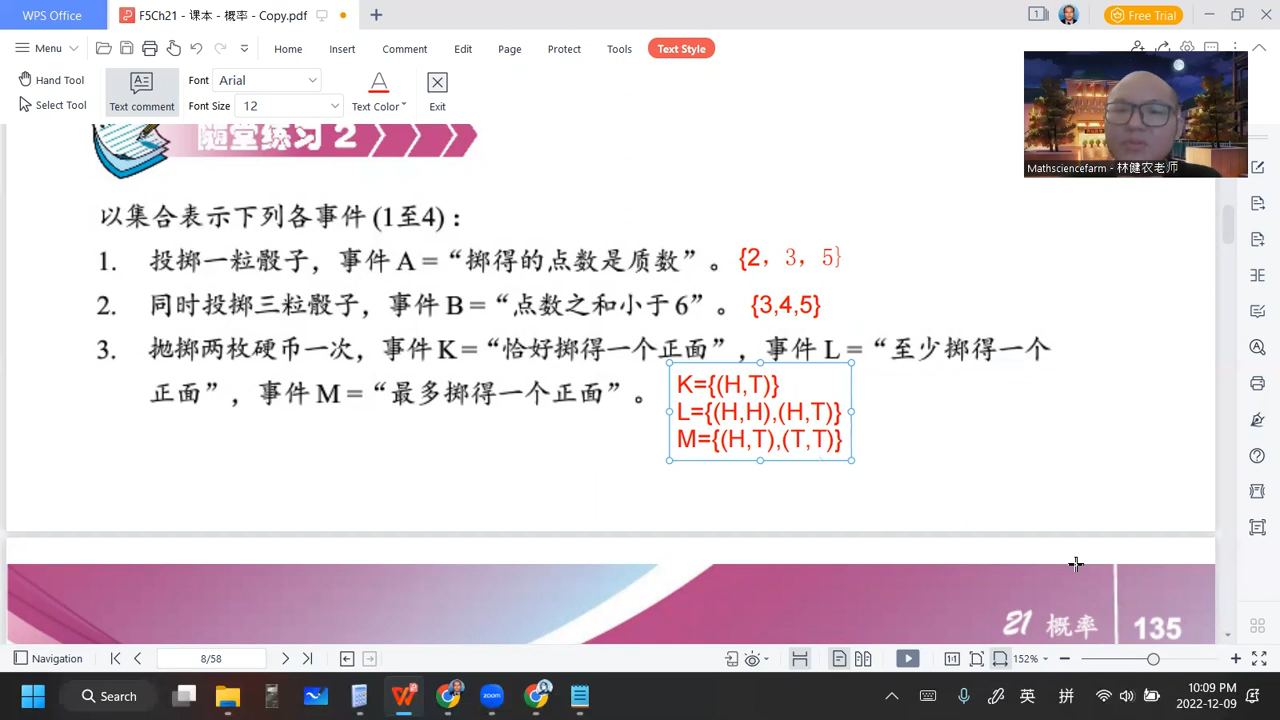 WPS Office
F5Ch21 - 课本 - 概率 - Copy.pdf
1
Free Trial
Menu
Home
Insert
Comment
Edit
Page
Protect
Tools
Text Style
Hand Tool
Select Tool
Text comment
Font Arial
Font Size 12
Text Color
Exit
Mathsciencefarm - 林健农老师
随堂练习 2
以集合表示下列各事件 (1至4)：
1. 投掷一粒骰子，事件 A =“掷得的点数是质数”。 {2，3，5}
2. 同时投掷三粒骰子，事件 B =“点数之和小于 6”。 {3,4,5}
3. 抛掷两枚硬币一次，事件 K =“恰好掷得一个正面”，事件 L =“至少掷得一个
正面”，事件 M =“最多掷得一个正面”。
K={(H,T)}
L={(H,H),(H,T)}
M={(H,T),(T,T)}
21 概率 135
Navigation
8/58
152%
Search
英
拼
10:09 PM
2022-12-09